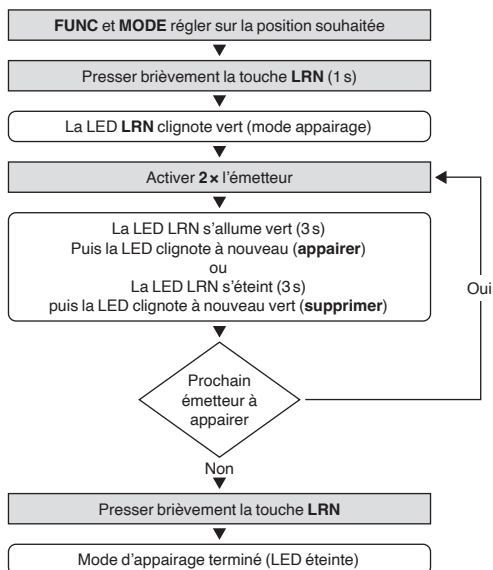 FUNC et MODE régler sur la position souhaitée
Presser brièvement la touche LRN (1 s)
La LED LRN clignote vert (mode appairage)
Activer 2× l’émetteur
La LED LRN s’allume vert (3 s)
Puis la LED clignote à nouveau (appairer)
ou
La LED LRN s’éteint (3 s)
puis la LED clignote à nouveau vert (supprimer)
Oui
Prochain
émetteur à
appairer
Non
Presser brièvement la touche LRN
Mode d’appairage terminé (LED éteinte)